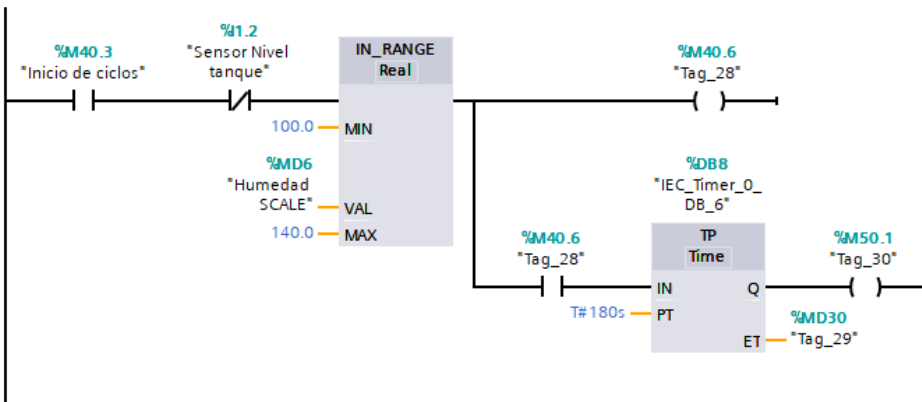 %M40.3
"Inicio de ciclos"
%I1.2
"Sensor Nivel
tanque"
IN_RANGE
Real
100.0
MIN
%MD6
"Humedad
SCALE"
VAL
140.0
MAX
%M40.6
"Tag_28"
%DB8
"IEC_Timer_0_
DB_6"
%M40.6
"Tag_28"
TP
Time
IN
Q
T#180s
PT
ET
%M50.1
"Tag_30"
%MD30
"Tag_29"